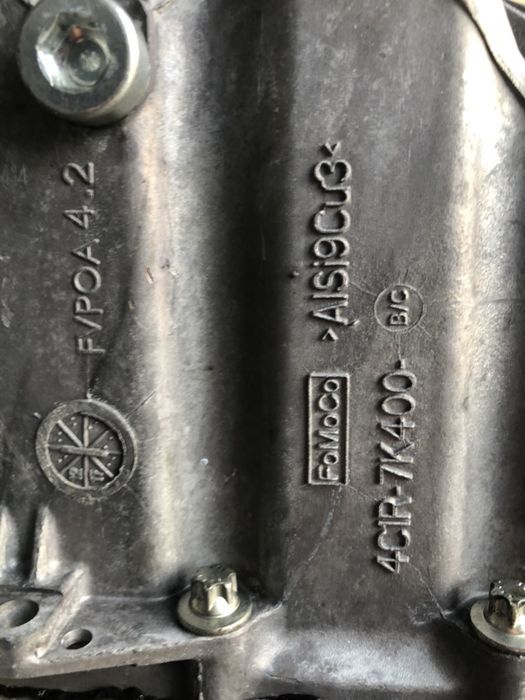 F/POA.4.2
>AlSi9Cu3<
B/C
FoMoCo
4C1R-7K400-